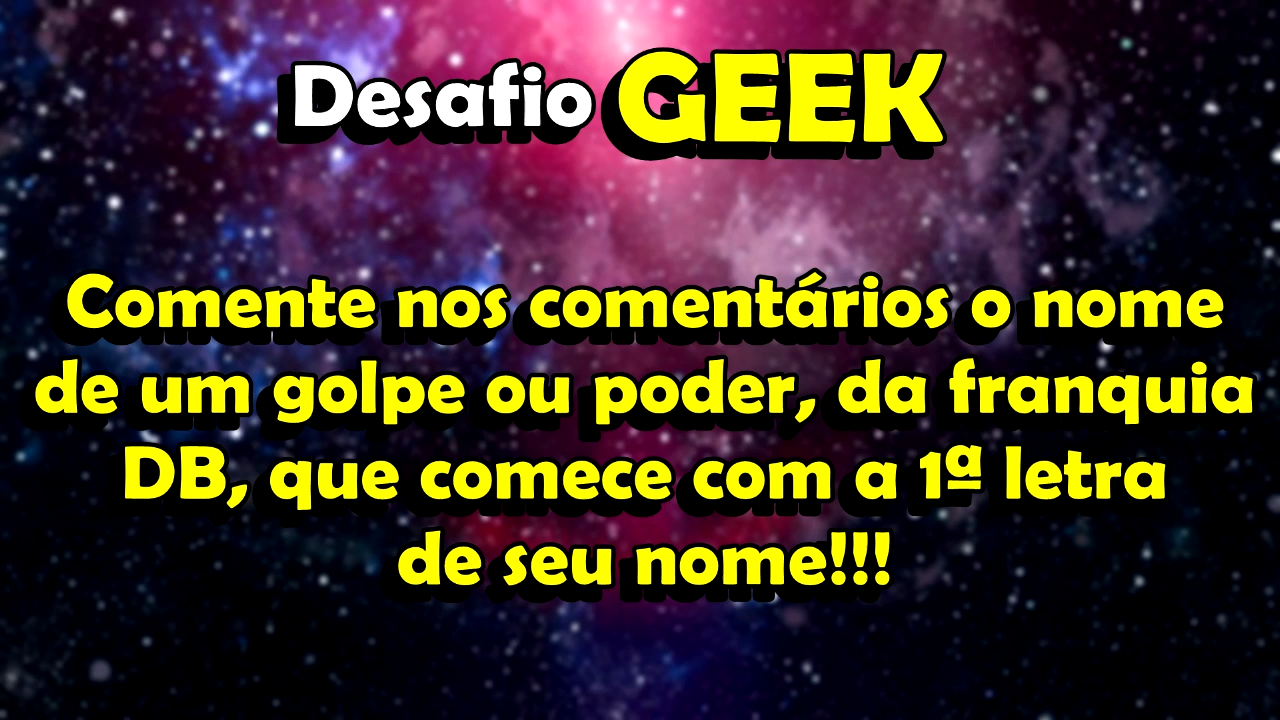 Desafio GEEK
Comente nos comentários o nome
de um golpe ou poder, da franquia
DB, que comece com a 1ª letra
de seu nome!!!